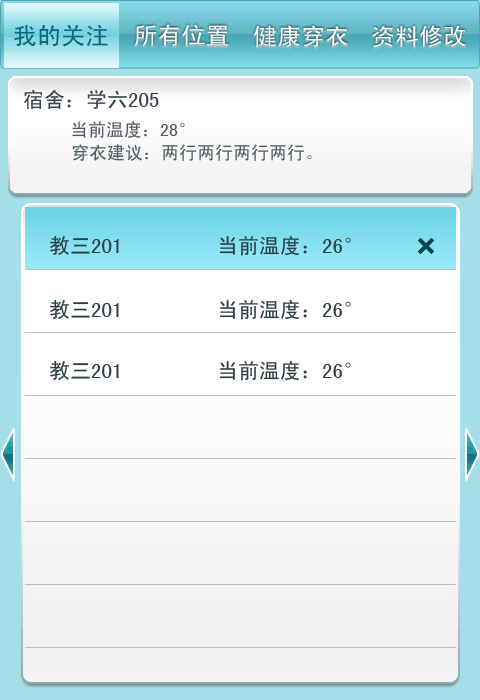 我的关注 所有位置 健康穿衣 资料修改
宿舍：学六205
当前温度：28°
穿衣建议：两行两行两行两行。
教三201 当前温度：26°
教三201 当前温度：26°
教三201 当前温度：26°